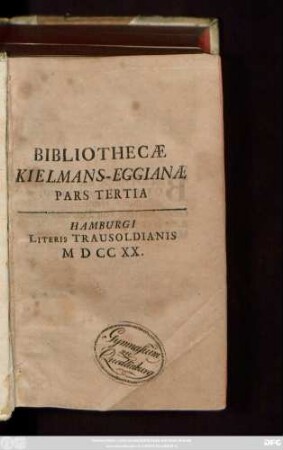 BIBLIOTHECÆ
KIELMANS-EGGIANÆ
PARS TERTIA
HAMBURGI
LITERIS TRAUSOLDIANIS
M D CC XX.
Gymnasium
zu
Quedlinburg